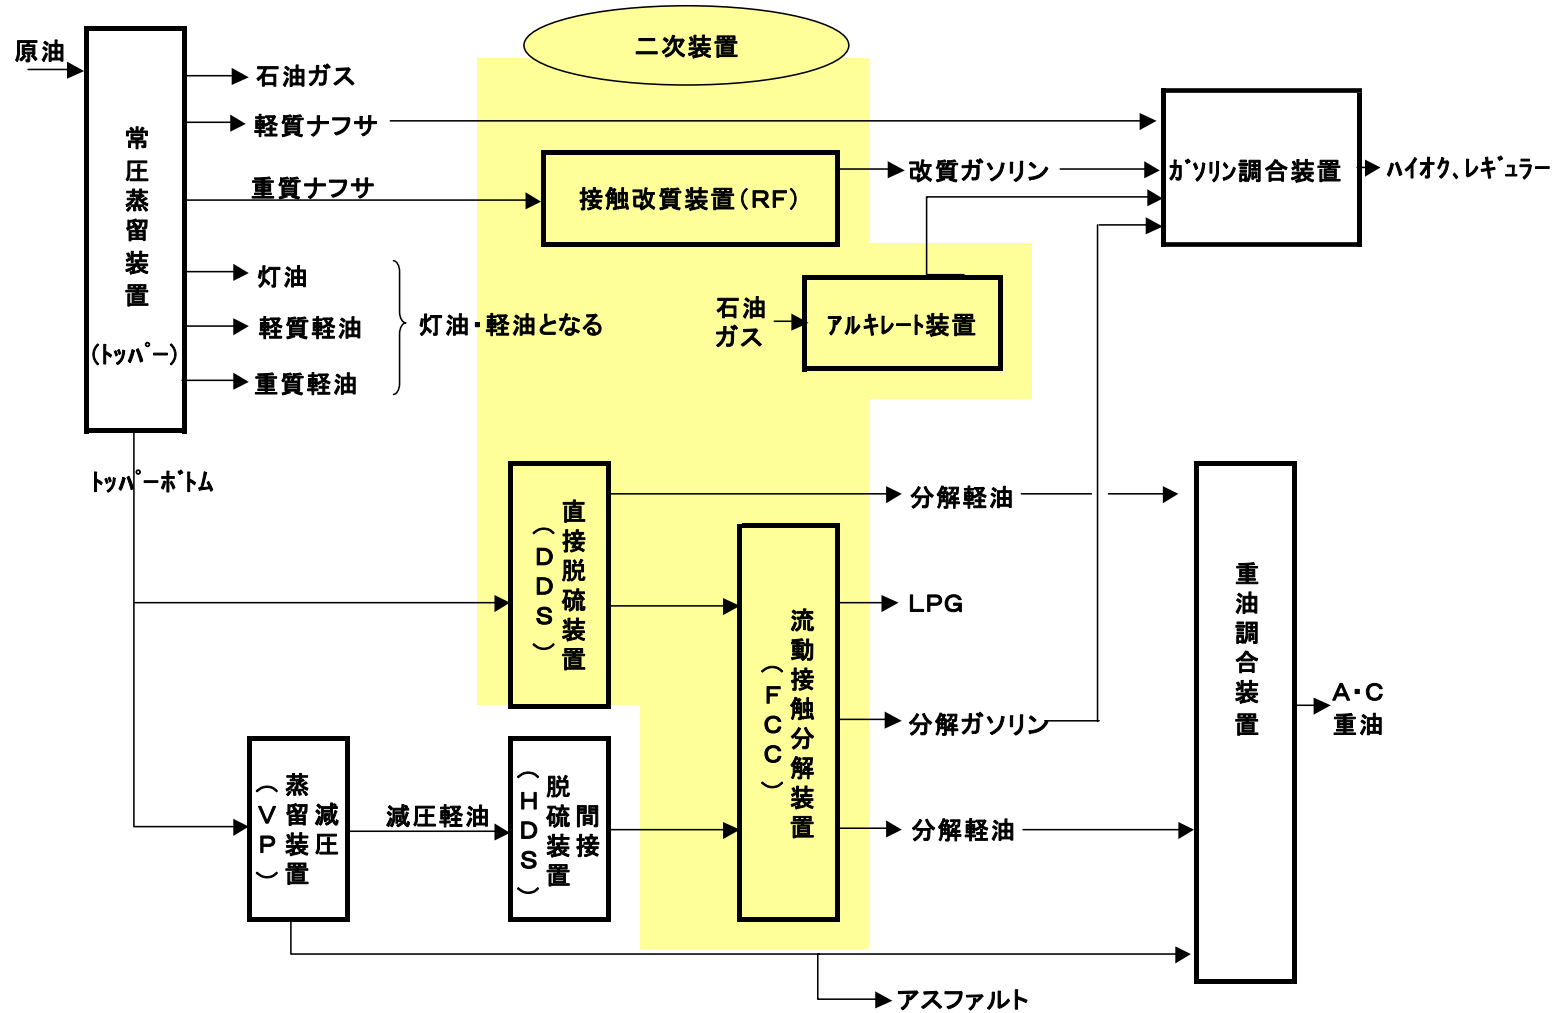 二次装置
原油
石油ガス
軽質ナフサ
重質ナフサ
灯油
軽質軽油
重質軽油
常圧蒸留装置
(トッパー)
灯油・軽油となる
接触改質装置(RF)
改質ガソリン
ガソリン調合装置
ハイオク、レギュラー
石油
ガス
アルキレート装置
トッパーボトム
直接脱硫装置
(DDS)
分解軽油
LPG
流動接触分解装置
(FCC)
分解ガソリン
分解軽油
重油調合装置
A・C
重油
減圧
蒸留装置
(VP)
減圧軽油
間接
脱硫装置
(HDS)
アスファルト